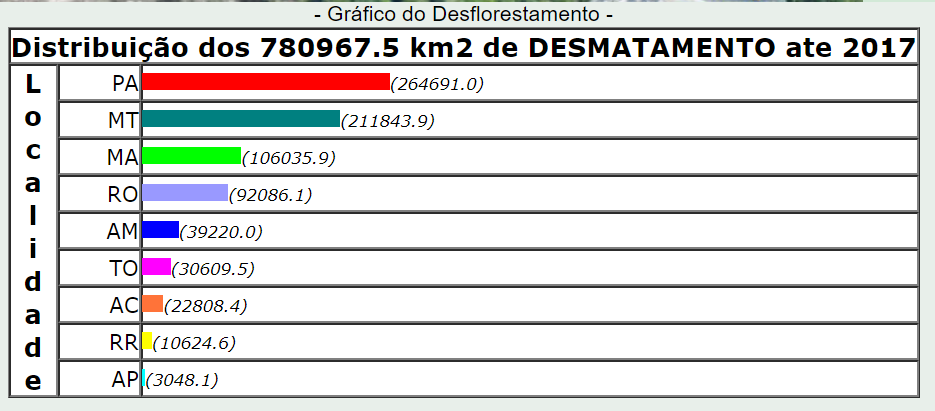 - Gráfico do Desflorestamento -
Distribuição dos 780967.5 km2 de DESMATAMENTO ate 2017
Localidade
PA (264691.0)
MT (211843.9)
MA (106035.9)
RO (92086.1)
AM (39220.0)
TO (30609.5)
AC (22808.4)
RR (10624.6)
AP (3048.1)